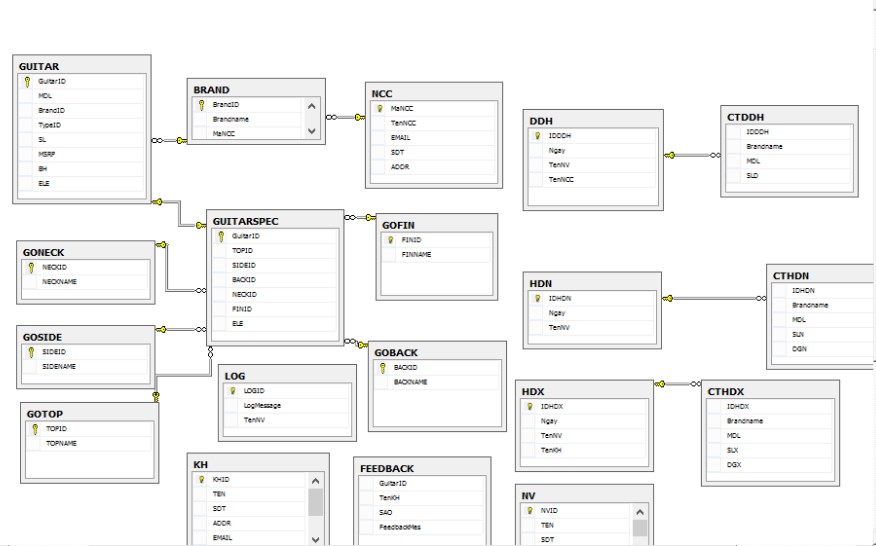 GUITAR
GuitarID
MDL
BrandID
TypeID
SL
MSRP
BH
ELE
BRAND
BrandID
Brandname
MaNCC
NCC
MaNCC
TenNCC
EMAIL
SDT
ADDR
DDH
IDDDH
Ngay
TenNV
TenNCC
CTDDH
IDDDH
Brandname
MDL
SLD
GUITARSPEC
GuitarID
TOPID
SIDEID
BACKID
NECKID
FINID
ELE
GOFIN
FINID
FINNAME
GONECK
NECKID
NECKNAME
HDN
IDHDN
Ngay
TenNV
CTHDN
IDHDN
Brandname
MDL
SLN
DGN
GOSIDE
SIDEID
SIDENAME
GOBACK
BACKID
BACKNAME
LOG
LOGID
LogMessage
TenNV
GOTOP
TOPID
TOPNAME
HDX
IDHDX
Ngay
TenNV
TenKH
CTHDX
IDHDX
Brandname
MDL
SLX
DGX
KH
KHID
TEN
SDT
ADDR
EMAIL
FEEDBACK
GuitarID
TenKH
SAO
FeedbackMes
NV
NVID
TEN
SDT